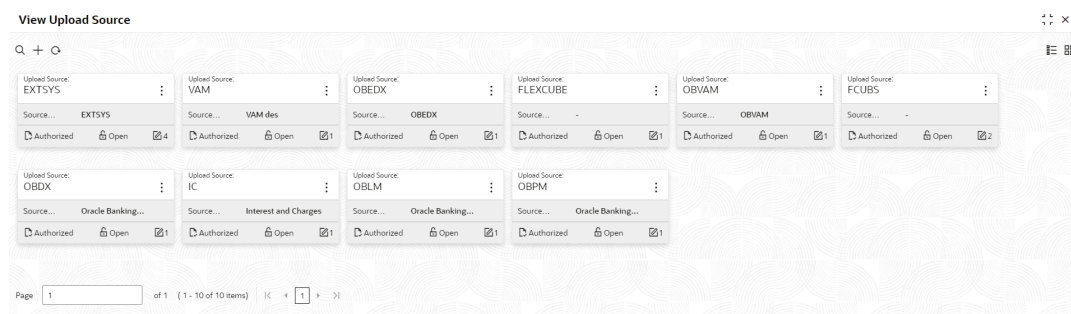 View Upload Source
Upload Source: Upload Source: Upload Source: Upload Source: Upload Source: Upload Source:
EXTSYS VAM OBEDX FLEXCUBE OBVAM FCUBS
Source... EXTSYS Source... VAM des Source... OBEDX Source... - Source... OBVAM Source... -
Authorized Open 4 Authorized Open 1 Authorized Open 1 Authorized Open 1 Authorized Open 1 Authorized Open 2
Upload Source: Upload Source: Upload Source: Upload Source:
OBDX IC OBLM OBPM
Source... Oracle Banking... Source... Interest and Charges Source... Oracle Banking... Source... Oracle Banking...
Authorized Open 1 Authorized Open 1 Authorized Open 1 Authorized Open 1
Page 1 of 1 ( 1 - 10 of 10 items) 1